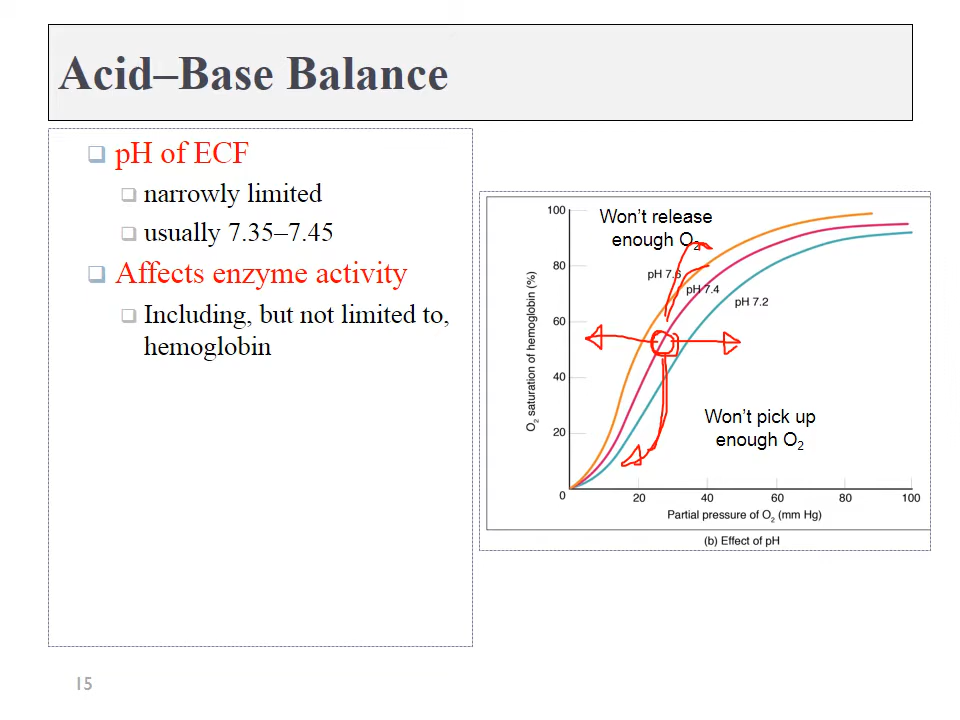 Acid–Base Balance
pH of ECF
narrowly limited
usually 7.35–7.45
Affects enzyme activity
Including, but not limited to,
hemoglobin
Won't release
enough O₂
pH 7.6
pH 7.4
pH 7.2
Won't pick up
enough O₂
O₂ saturation of hemoglobin (%)
100
80
60
40
20
0
20
40
60
80
100
Partial pressure of O₂ (mm Hg)
(b) Effect of pH
15